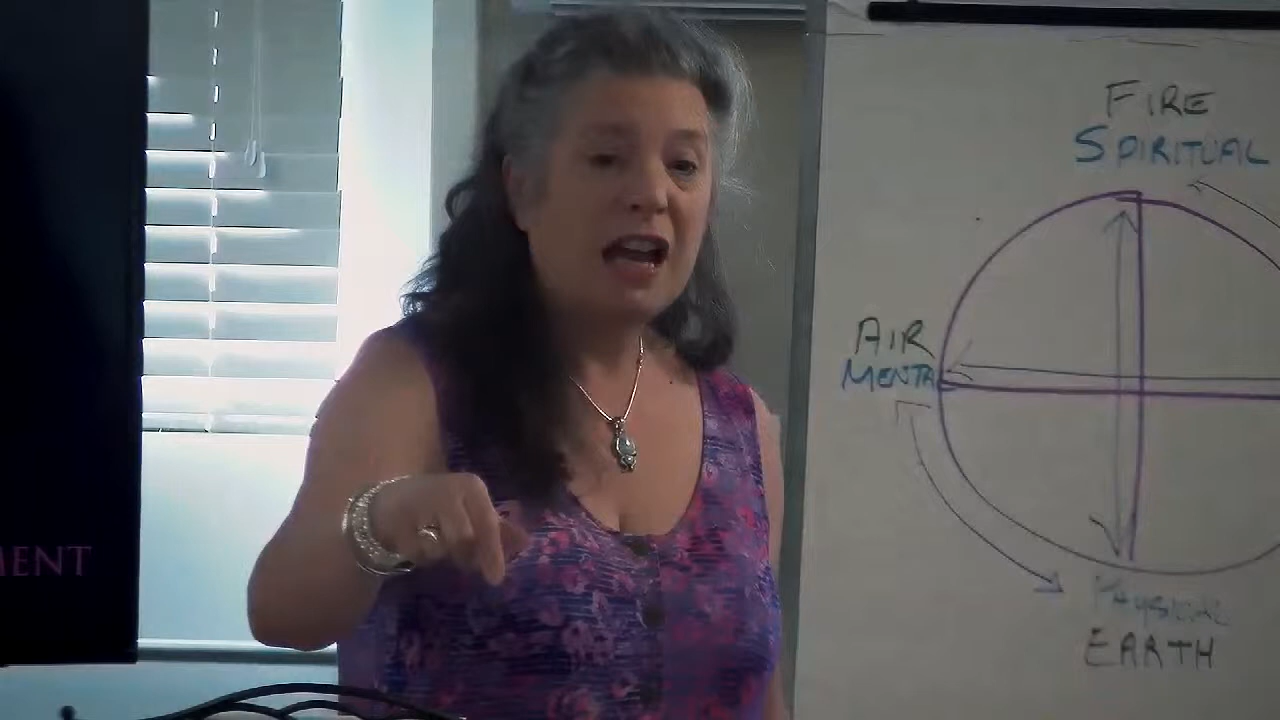 FIRE
SPIRITUAL
AIR
MENTA
PHYSICAL
EARTH
MENT